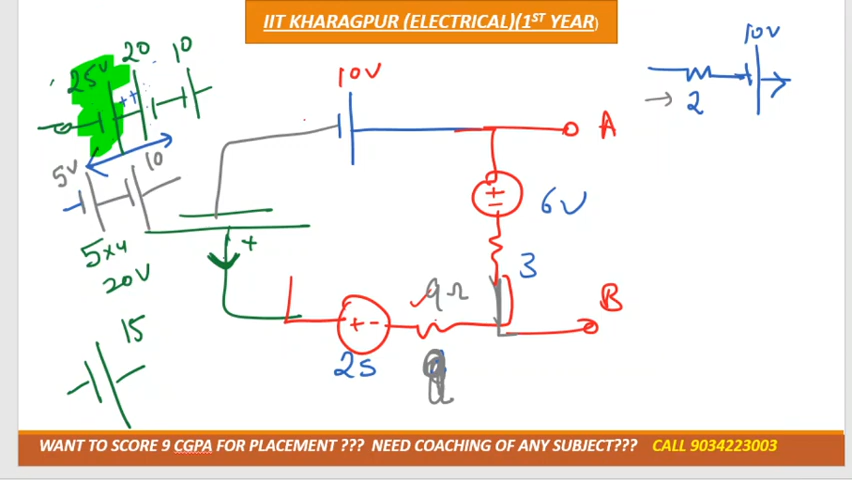 IIT KHARAGPUR (ELECTRICAL)(1ST YEAR)
25V 20 10
10V
10V
2
A
5V 10
6V
+
-
+
5x4
20V
3
9Ω
B
15
+ -
25
WANT TO SCORE 9 CGPA FOR PLACEMENT ??? NEED COACHING OF ANY SUBJECT??? CALL 9034223003